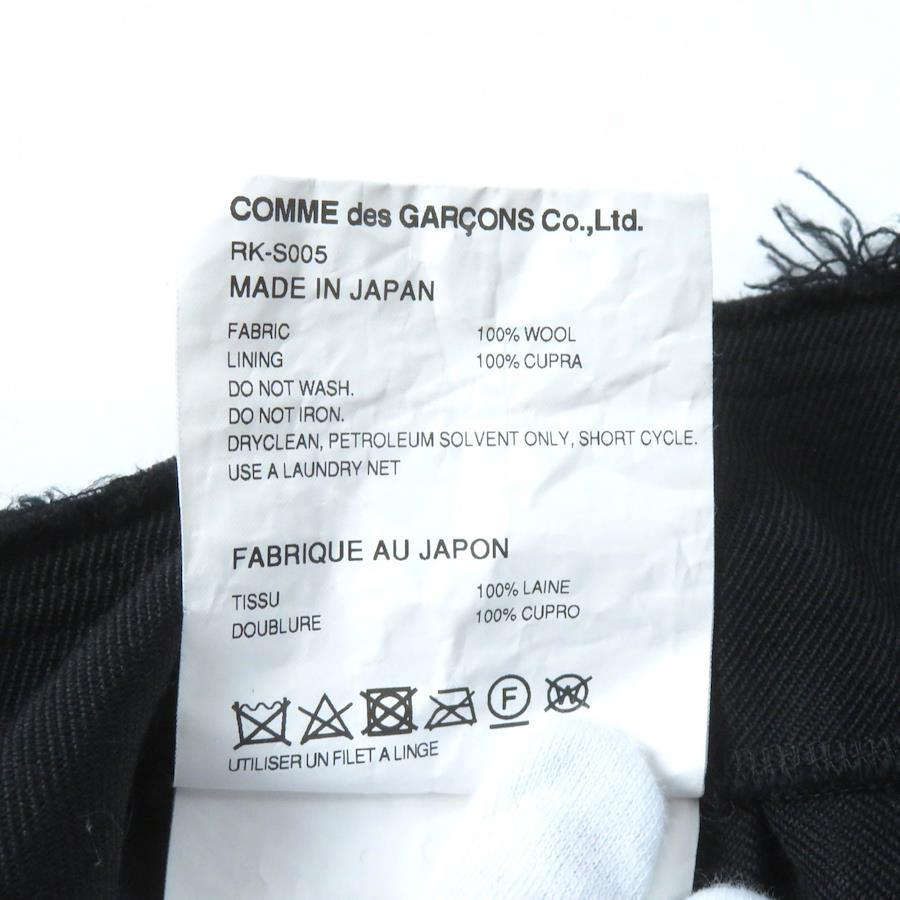 COMME des GARÇONS Co.,Ltd.
RK-S005
MADE IN JAPAN
FABRIC 100% WOOL
LINING 100% CUPRA
DO NOT WASH.
DO NOT IRON.
DRYCLEAN, PETROLEUM SOLVENT ONLY, SHORT CYCLE.
USE A LAUNDRY NET
FABRIQUE AU JAPON
TISSU 100% LAINE
DOUBLURE 100% CUPRO
F W
UTILISER UN FILET A LINGE